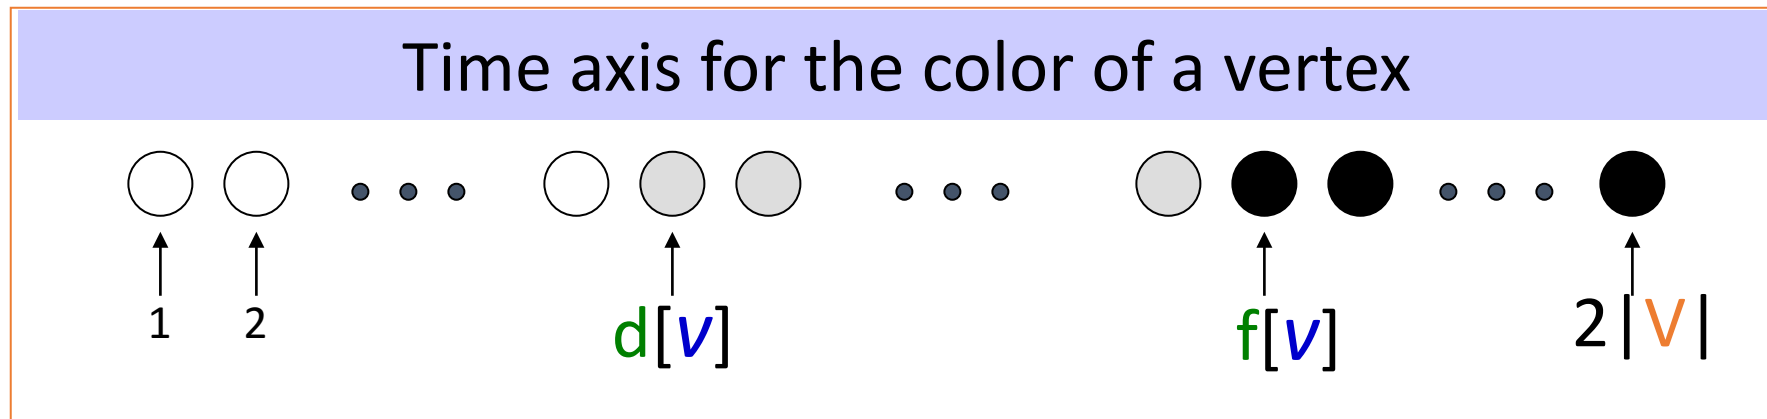 Time axis for the color of a vertex
1 2 d[v] f[v] 2|V|